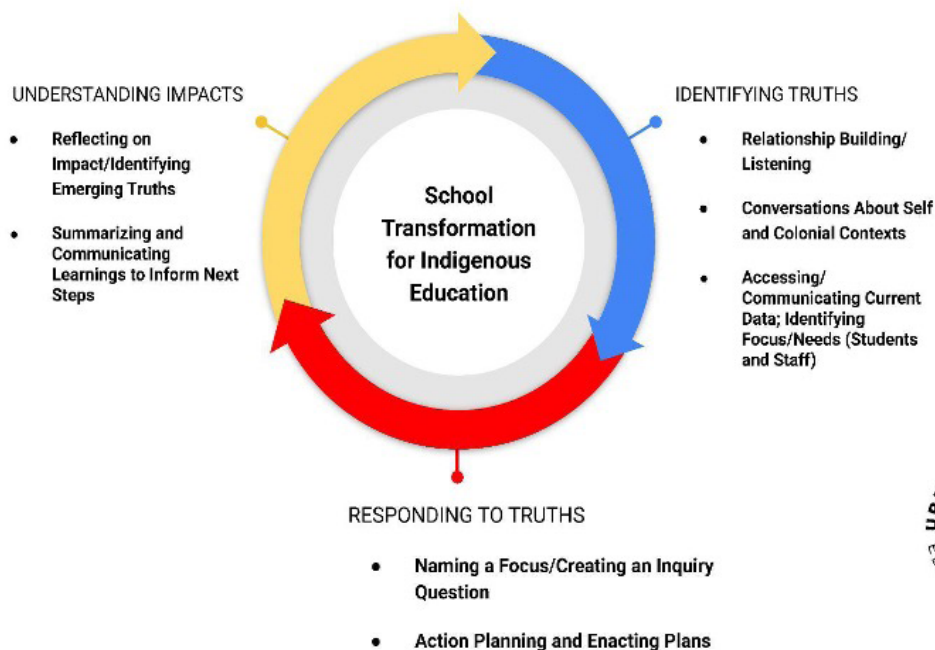 UNDERSTANDING IMPACTS
• Reflecting on
Impact/Identifying
Emerging Truths
• Summarizing and
Communicating
Learnings to Inform Next
Steps
School
Transformation
for Indigenous
Education
IDENTIFYING TRUTHS
• Relationship Building/
Listening
• Conversations About Self
and Colonial Contexts
• Accessing/
Communicating Current
Data; Identifying
Focus/Needs (Students
and Staff)
RESPONDING TO TRUTHS
• Naming a Focus/Creating an Inquiry
Question
• Action Planning and Enacting Plans